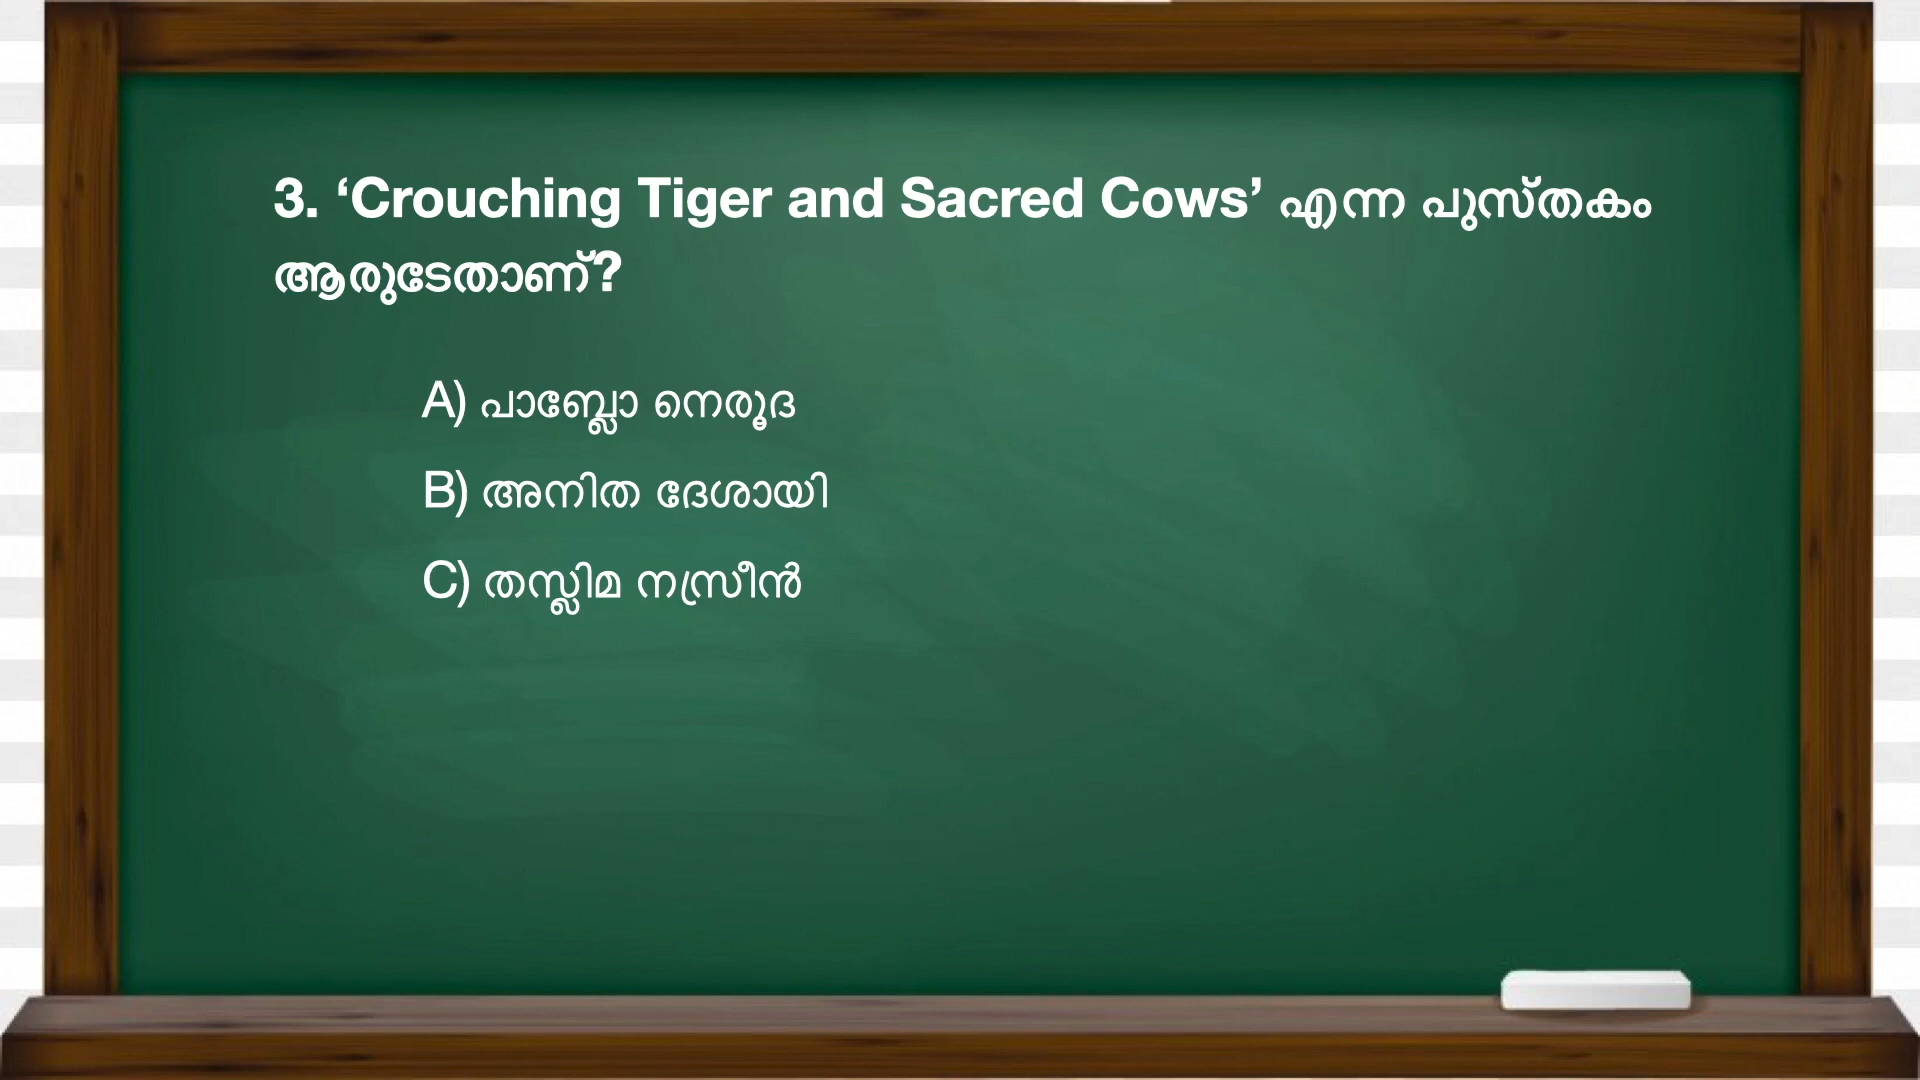 3. ‘Crouching Tiger and Sacred Cows’ എന്ന പുസ്തകം
ആരുടേതാണ്?
A) പാബ്ലോ നെരൂദ
B) അനിത ദേശായി
C) തസ്ലിമ നസ്രീൻ